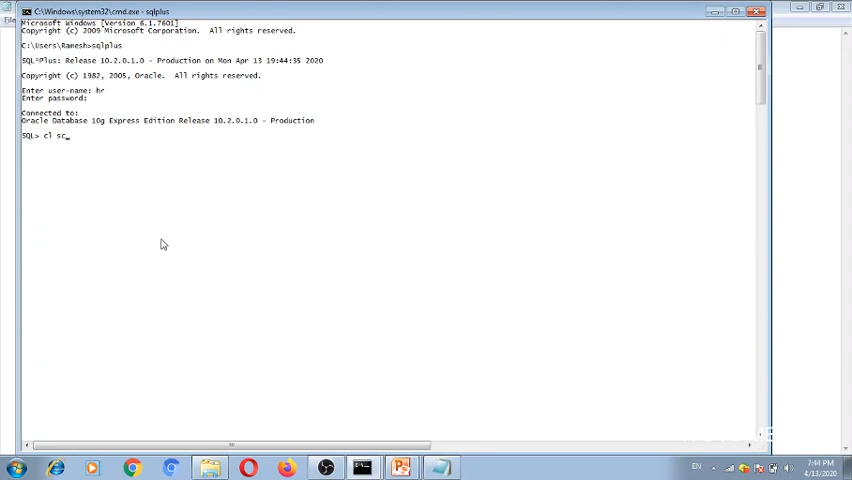 C:\Windows\system32\cmd.exe - sqlplus
File
Microsoft Windows [Version 6.1.7601]
Copyright (c) 2009 Microsoft Corporation.  All rights reserved.
C:\Users\Ramesh>sqlplus
SQL*Plus: Release 10.2.0.1.0 - Production on Mon Apr 13 19:44:35 2020
Copyright (c) 1982, 2005, Oracle.  All rights reserved.
Enter user-name: hr
Enter password:
Connected to:
Oracle Database 10g Express Edition Release 10.2.0.1.0 - Production
SQL> cl sc_
EN
7:44 PM
4/13/2020